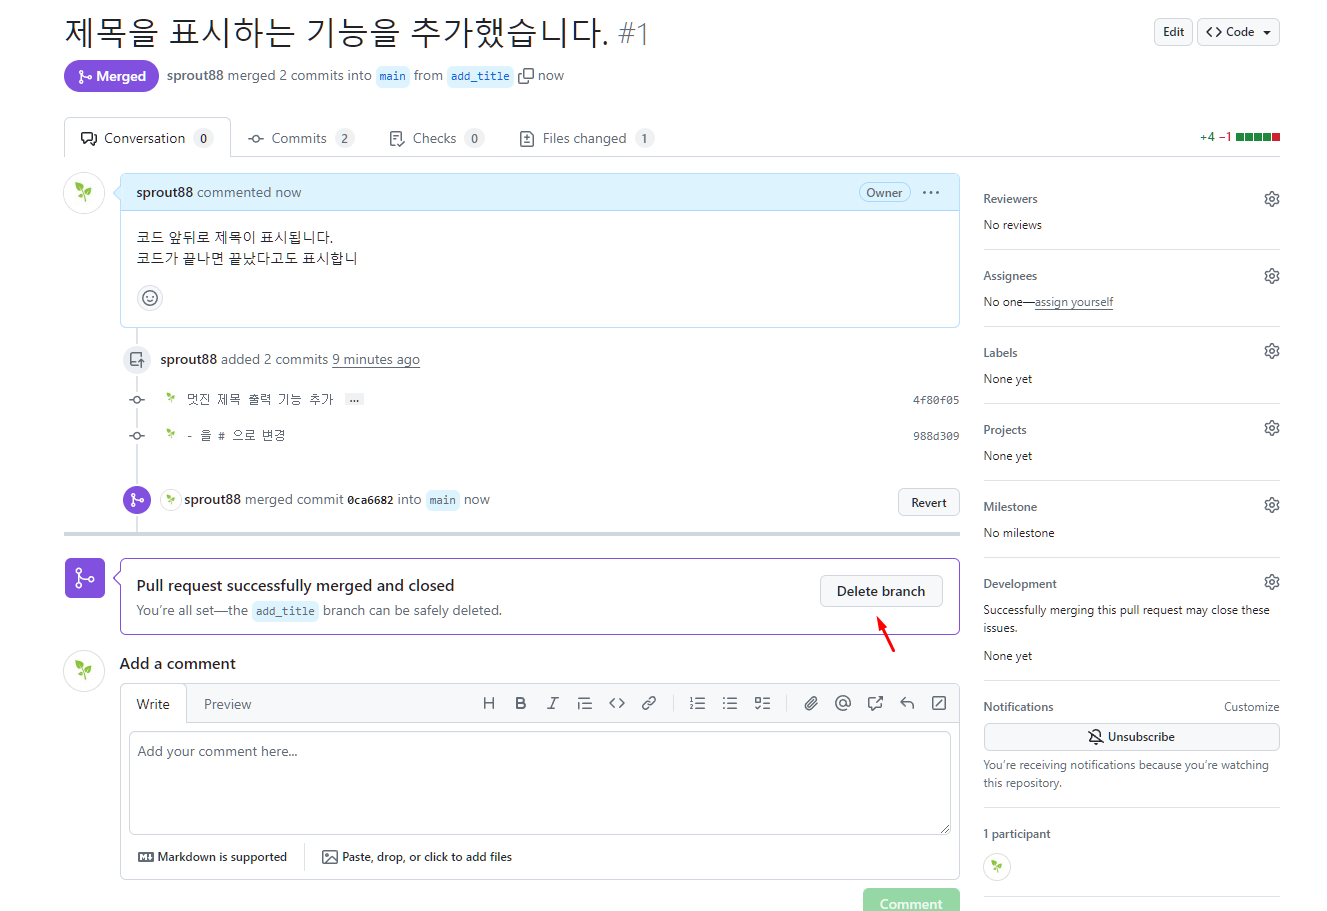 제목을 표시하는 기능을 추가했습니다. #1
Edit
Code
Merged
sprout88 merged 2 commits into main from add_title now
Conversation 0
Commits 2
Checks 0
Files changed 1
+4 −1
sprout88 commented now
Owner
코드 앞뒤로 제목이 표시됩니다.
코드가 끝나면 끝났다고도 표시합니
sprout88 added 2 commits 9 minutes ago
멋진 제목 출력 기능 추가 ...
4f80f05
- 을 # 으로 변경
988d309
sprout88 merged commit 0ca6682 into main now
Revert
Pull request successfully merged and closed
You're all set—the add_title branch can be safely deleted.
Delete branch
Add a comment
Write
Preview
Add your comment here...
Markdown is supported
Paste, drop, or click to add files
Comment
Reviewers
No reviews
Assignees
No one—assign yourself
Labels
None yet
Projects
None yet
Milestone
No milestone
Development
Successfully merging this pull request may close these
issues.
None yet
Notifications
Customize
Unsubscribe
You're receiving notifications because you're watching
this repository.
1 participant